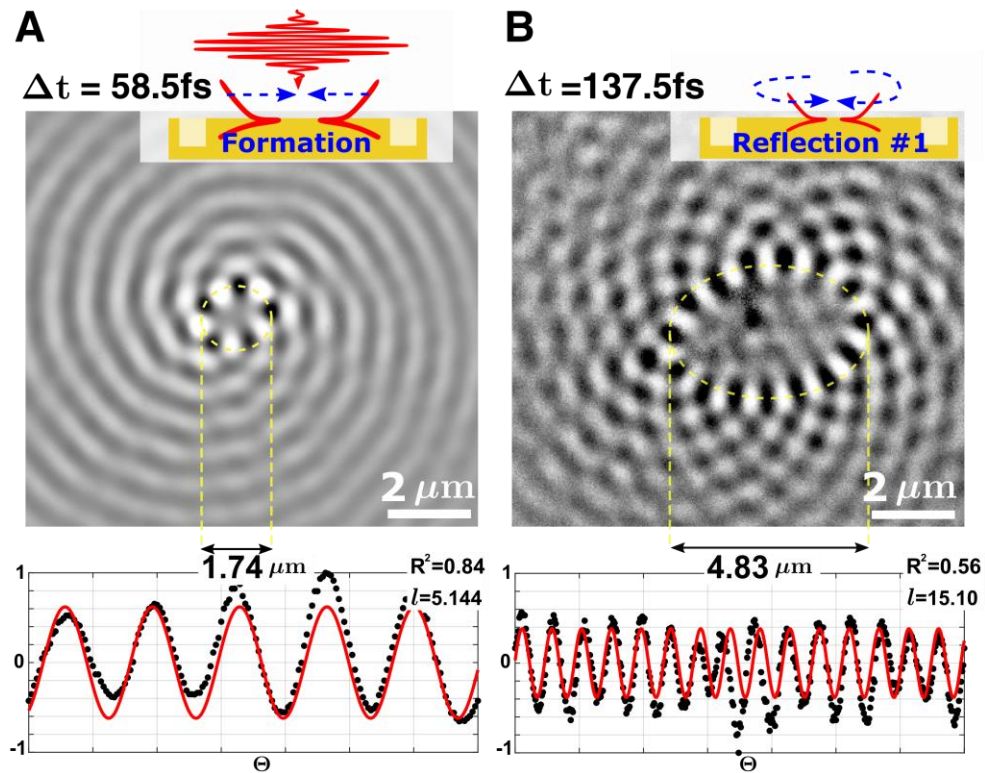 A
Δt = 58.5fs
Formation
2 μm
1.74 μm
R²=0.84
l=5.144
1
0
-1
Θ
B
Δt =137.5fs
Reflection #1
2 μm
4.83 μm
R²=0.56
l=15.10
1
0
-1
Θ